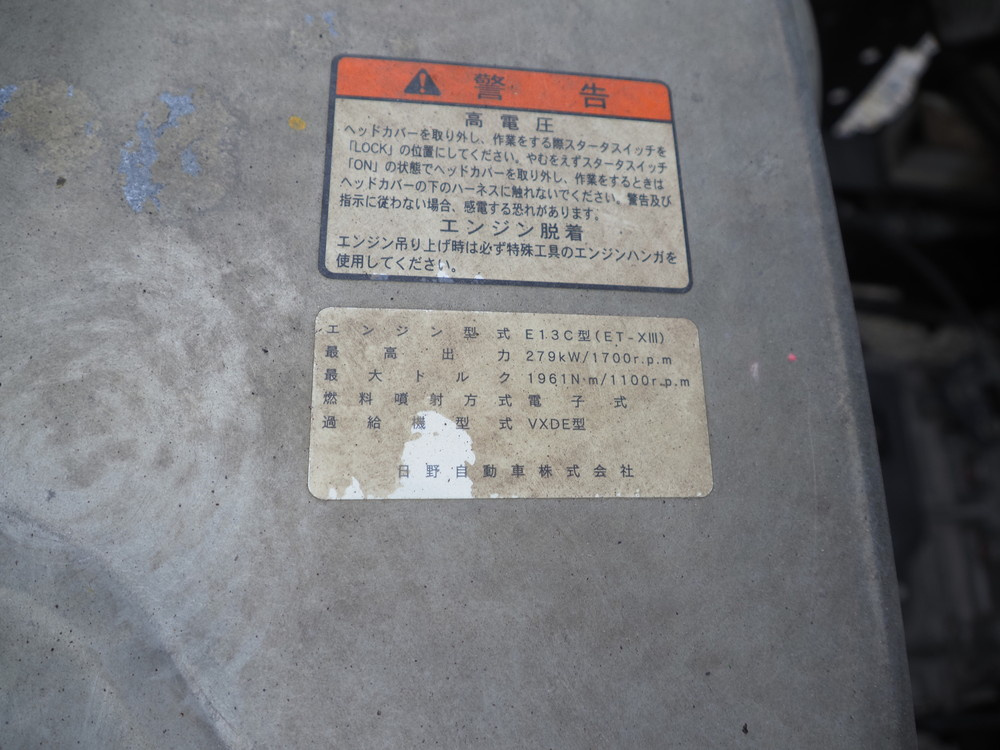 警告
高電圧
ヘッドカバーを取り外し、作業をする際スタータスイッチを
「LOCK」の位置にしてください。やむをえずスタータスイッチ
「ON」の状態でヘッドカバーを取り外し、作業をするときは
ヘッドカバーの下のハーネスに触れないでください。警告及び
指示に従わない場合、感電する恐れがあります。
エンジン脱着
エンジン吊り上げ時は必ず特殊工具のエンジンハンガを
使用してください。
エンジン型式 E13C型(ET-XIII)
最高出力 279kW/1700r.p.m
最大トルク 1961N·m/1100r.p.m
燃料噴射方式 電子式
過給機型式 VXDE型
日野自動車株式会社